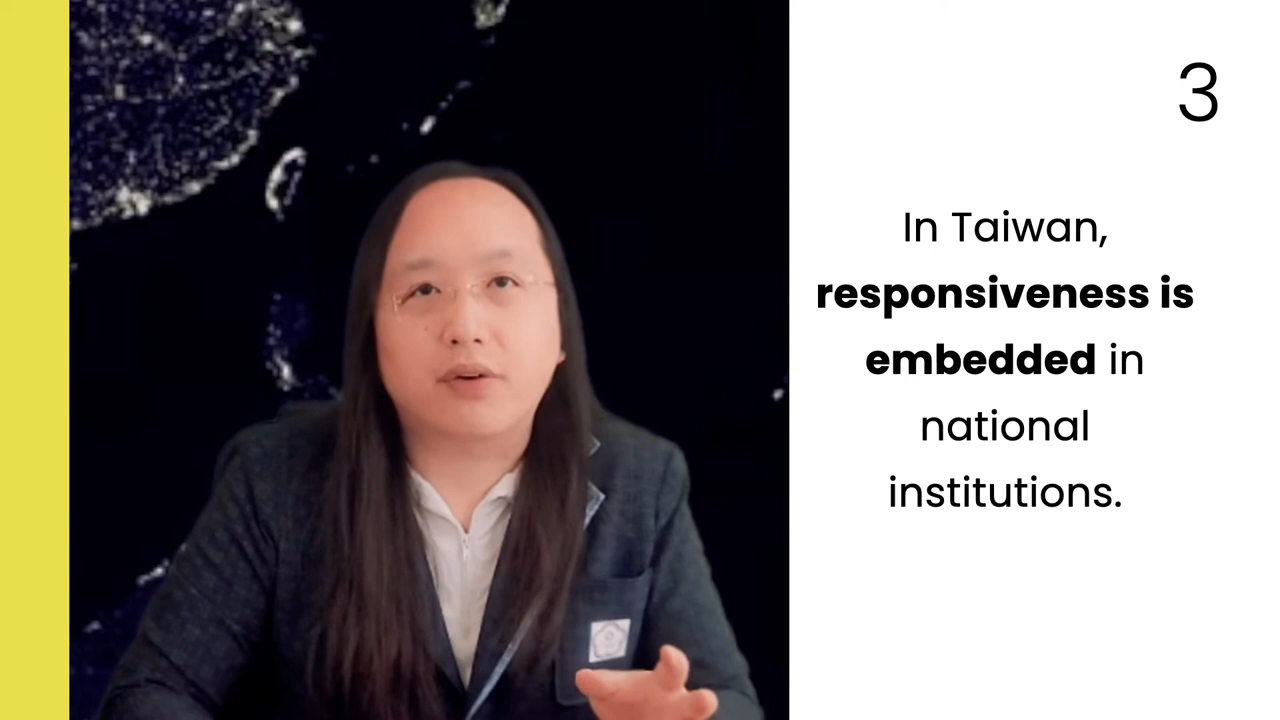 3
In Taiwan,
responsiveness is
embedded in
national
institutions.